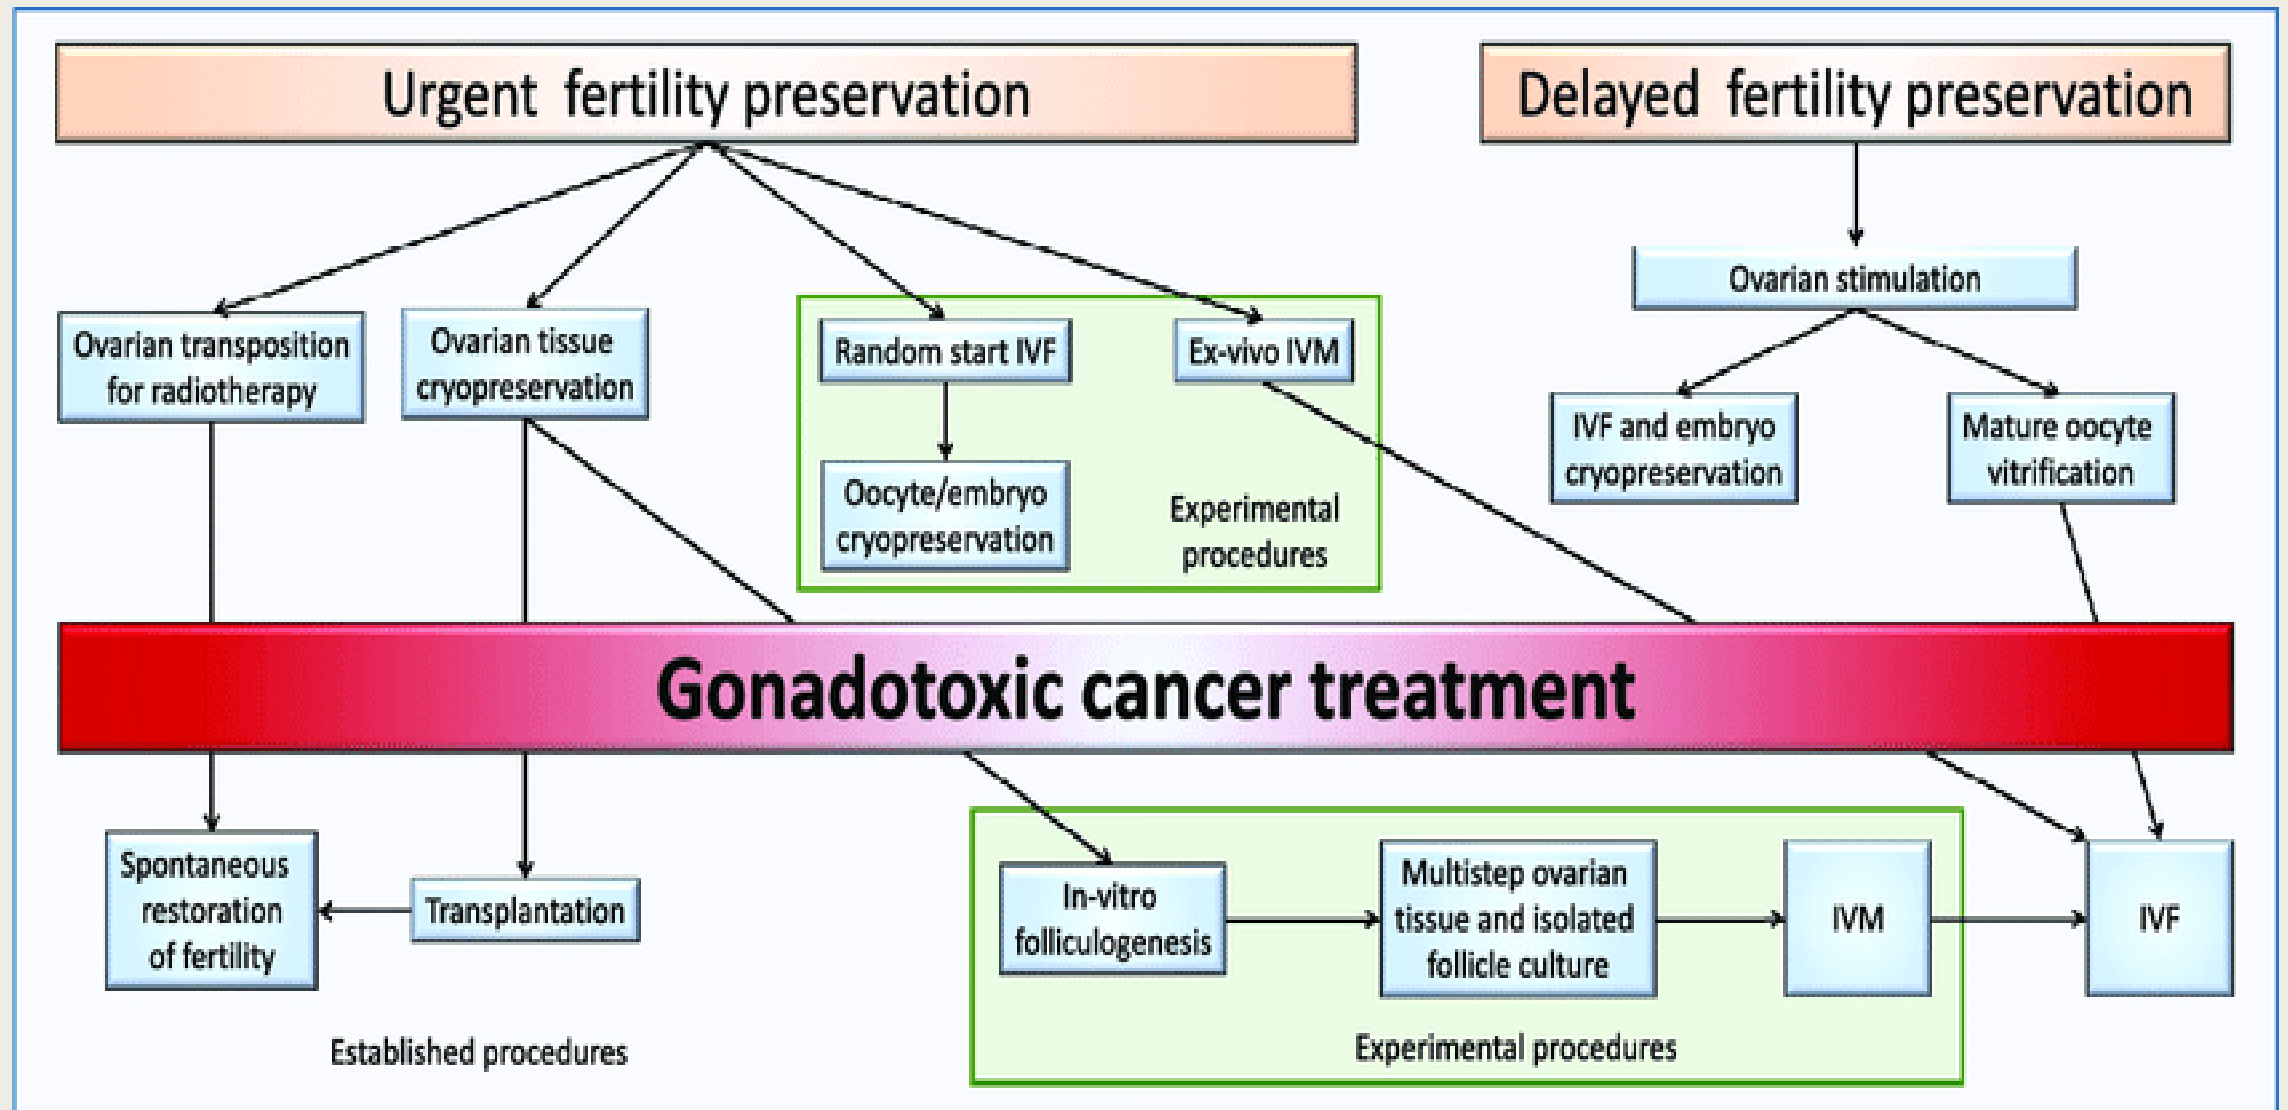 Urgent fertility preservation
Delayed fertility preservation
Ovarian stimulation
Ovarian transposition
for radiotherapy
Ovarian tissue
cryopreservation
Random start IVF
Ex-vivo IVM
IVF and embryo
cryopreservation
Mature oocyte
vitrification
Oocyte/embryo
cryopreservation
Experimental
procedures
Gonadotoxic cancer treatment
Spontaneous
restoration
of fertility
Transplantation
In-vitro
folliculogenesis
Multistep ovarian
tissue and isolated
follicle culture
IVM
IVF
Established procedures
Experimental procedures